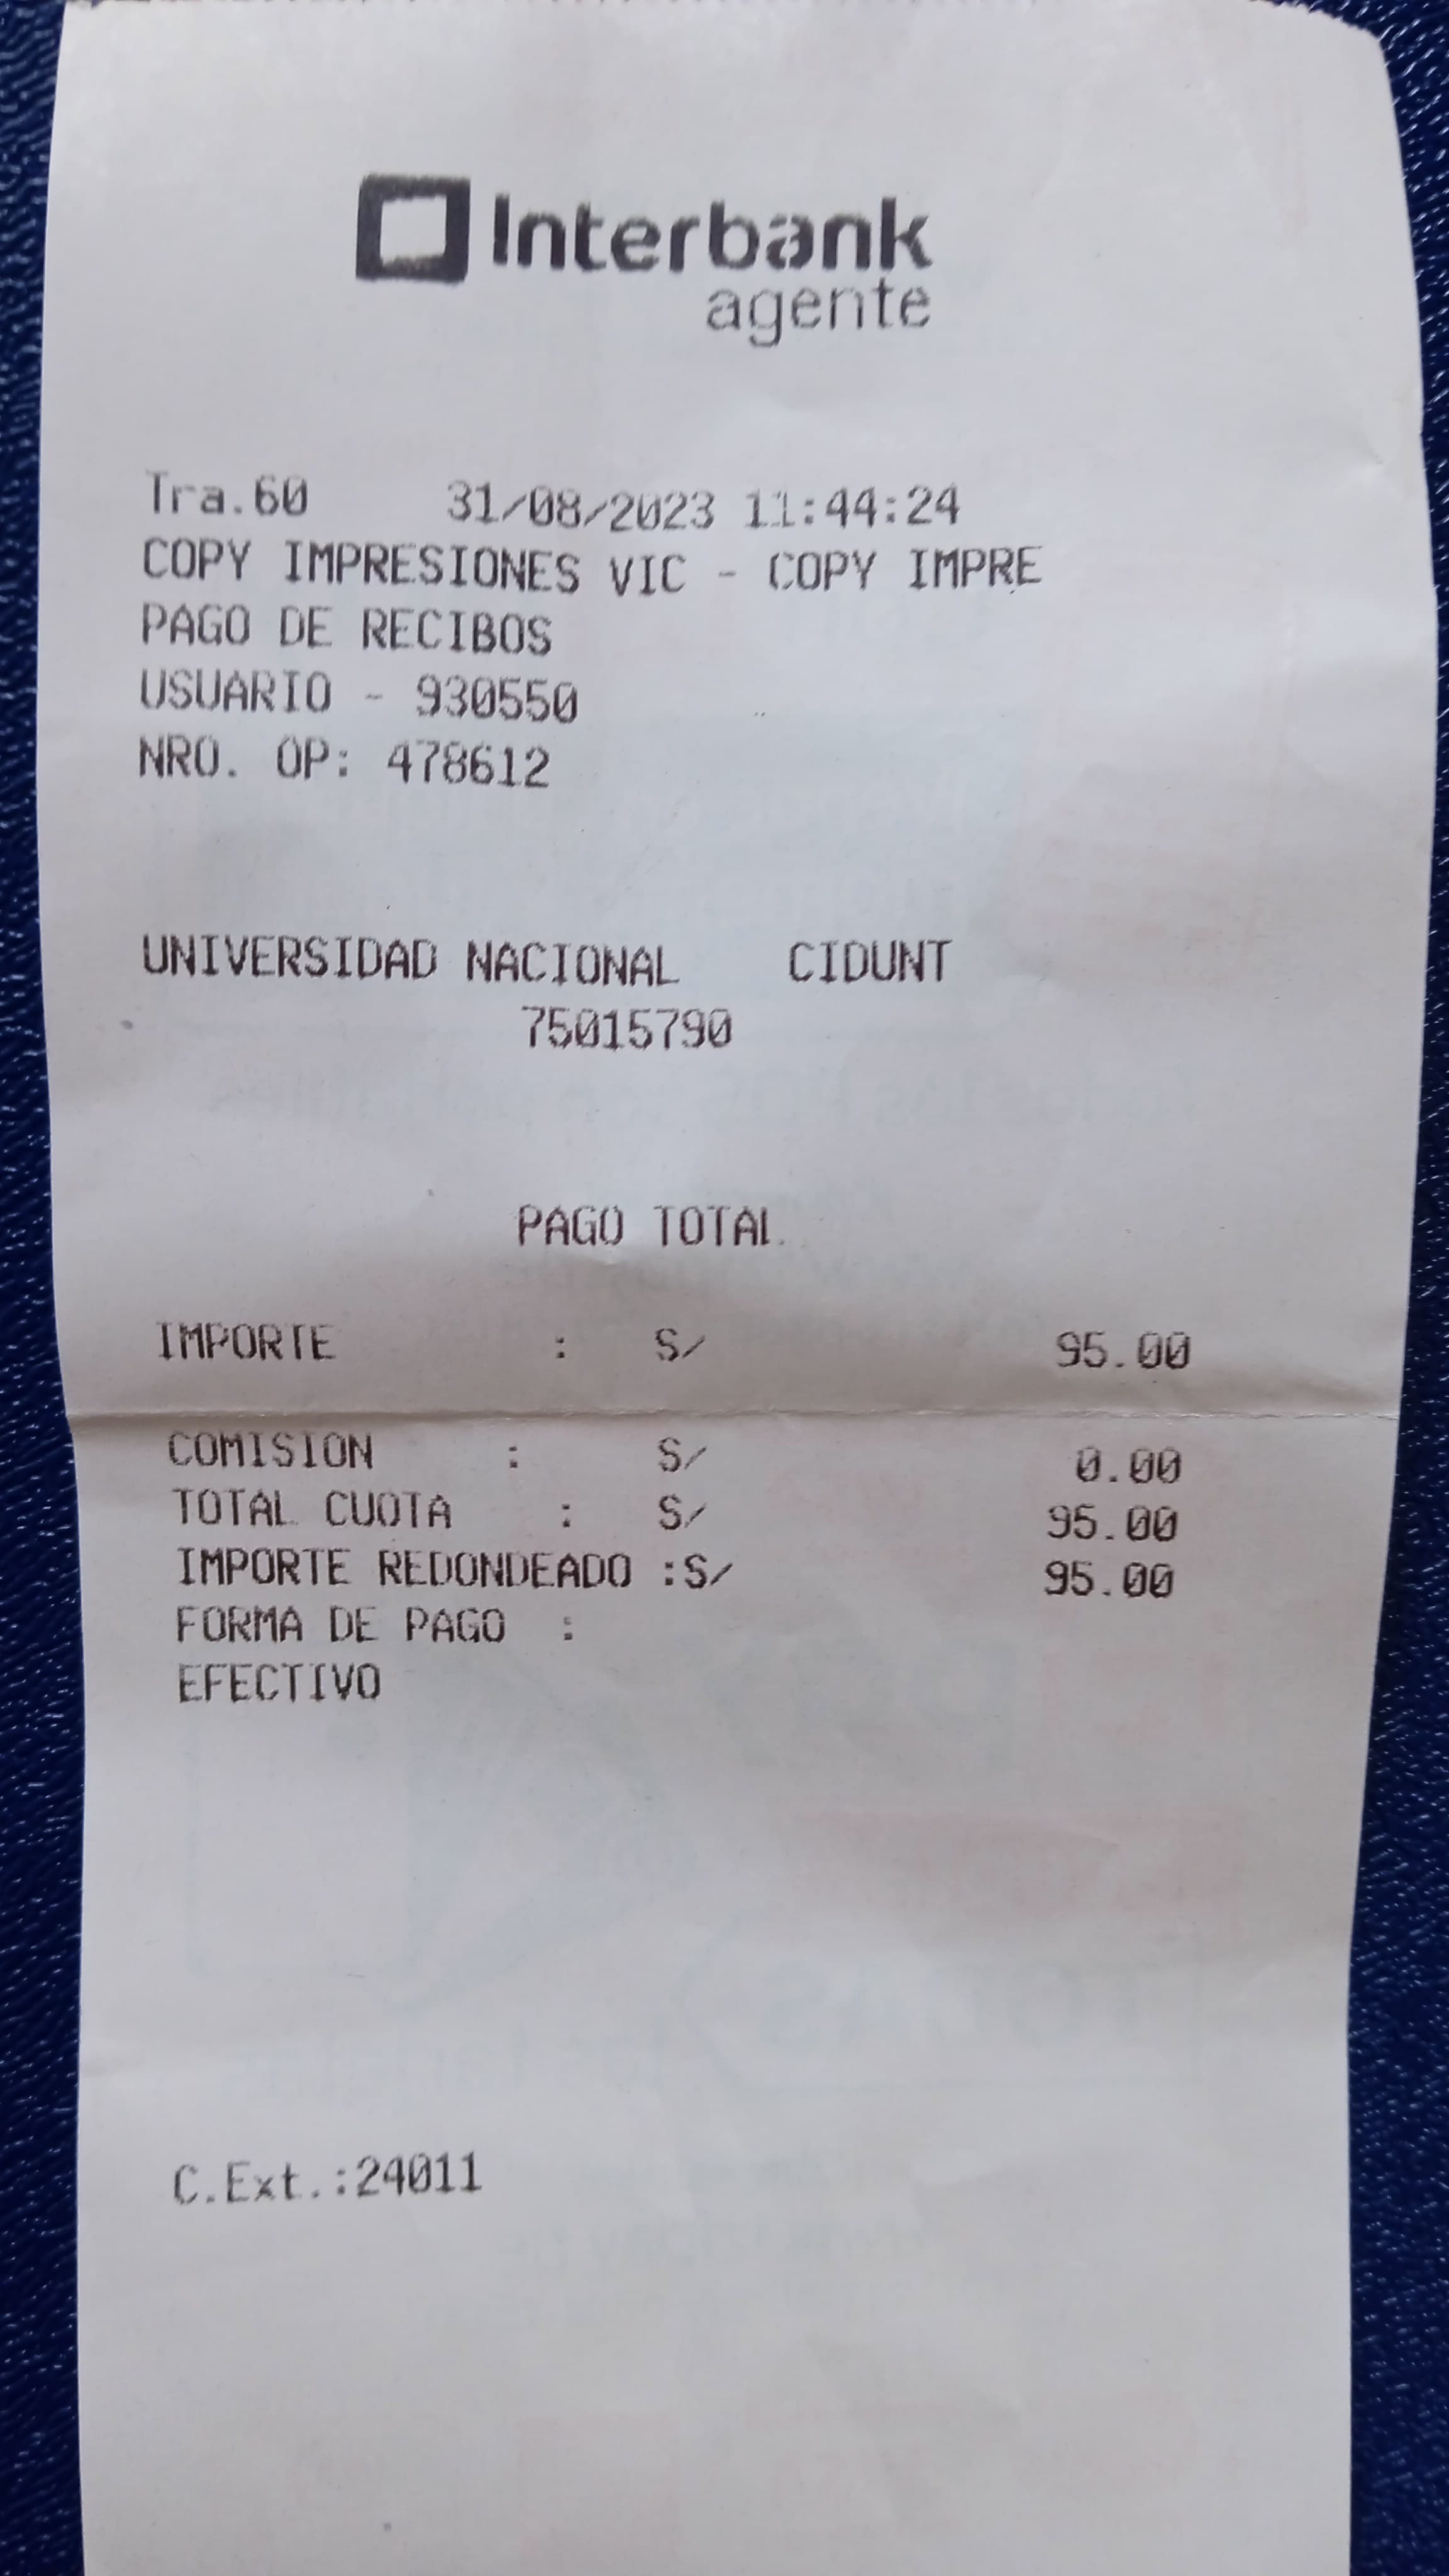 Interbank
agente
Tra.60 31/08/2023 11:44:24
COPY IMPRESIONES VIC - COPY IMPRE
PAGO DE RECIBOS
USUARIO - 930550
NRO. OP: 478612
UNIVERSIDAD NACIONAL CIDUNT
75015790
PAGO TOTAL
IMPORTE : S/ 95.00
COMISION : S/ 0.00
TOTAL CUOTA : S/ 95.00
IMPORTE REDONDEADO :S/ 95.00
FORMA DE PAGO :
EFECTIVO
C.Ext.:24011